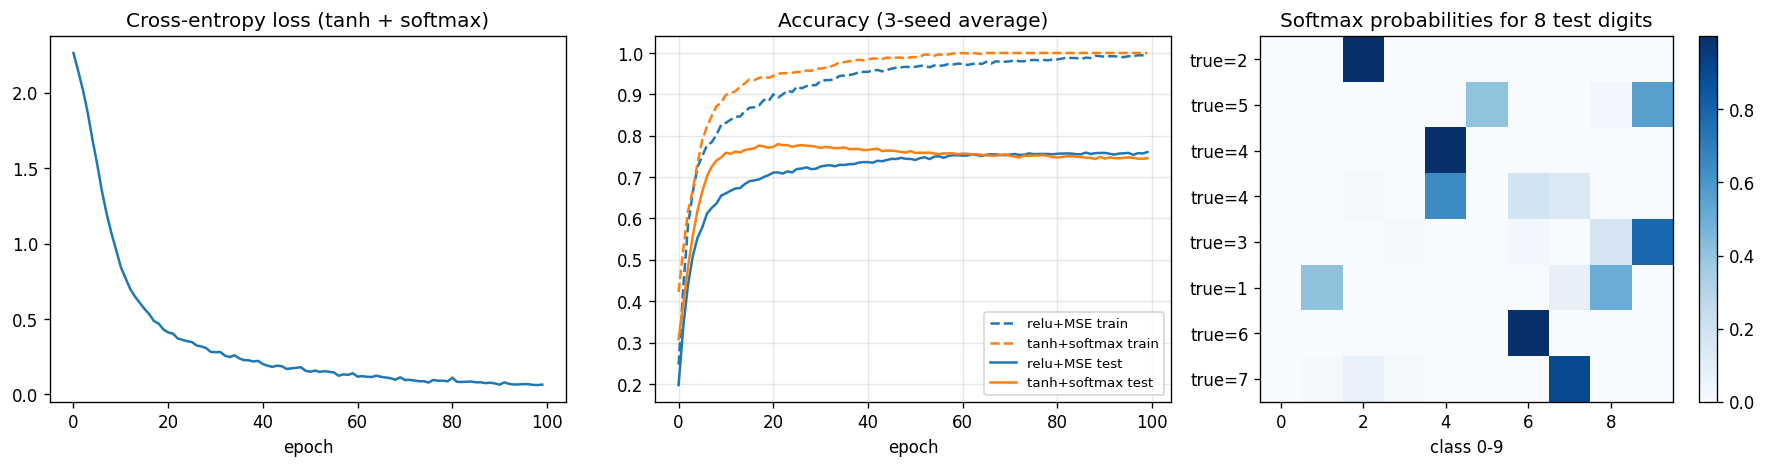 Cross-entropy loss (tanh + softmax)
2.0
1.5
1.0
0.5
0.0
0 20 40 60 80 100
epoch
Accuracy (3-seed average)
1.0
0.9
0.8
0.7
0.6
0.5
0.4
0.3
0.2
relu+MSE train
tanh+softmax train
relu+MSE test
tanh+softmax test
0 20 40 60 80 100
epoch
Softmax probabilities for 8 test digits
true=2
true=5
true=4
true=4
true=3
true=1
true=6
true=7
0 2 4 6 8
class 0-9
0.8
0.6
0.4
0.2
0.0